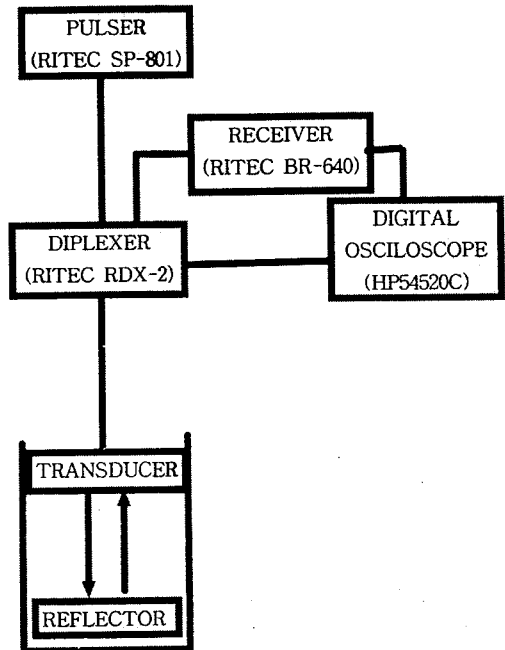 PULSER
(RITEC SP-801)
RECEIVER
(RITEC BR-640)
DIPLEXER
(RITEC RDX-2)
DIGITAL
OSCILOSCOPE
(HP54520C)
TRANSDUCER
REFLECTOR